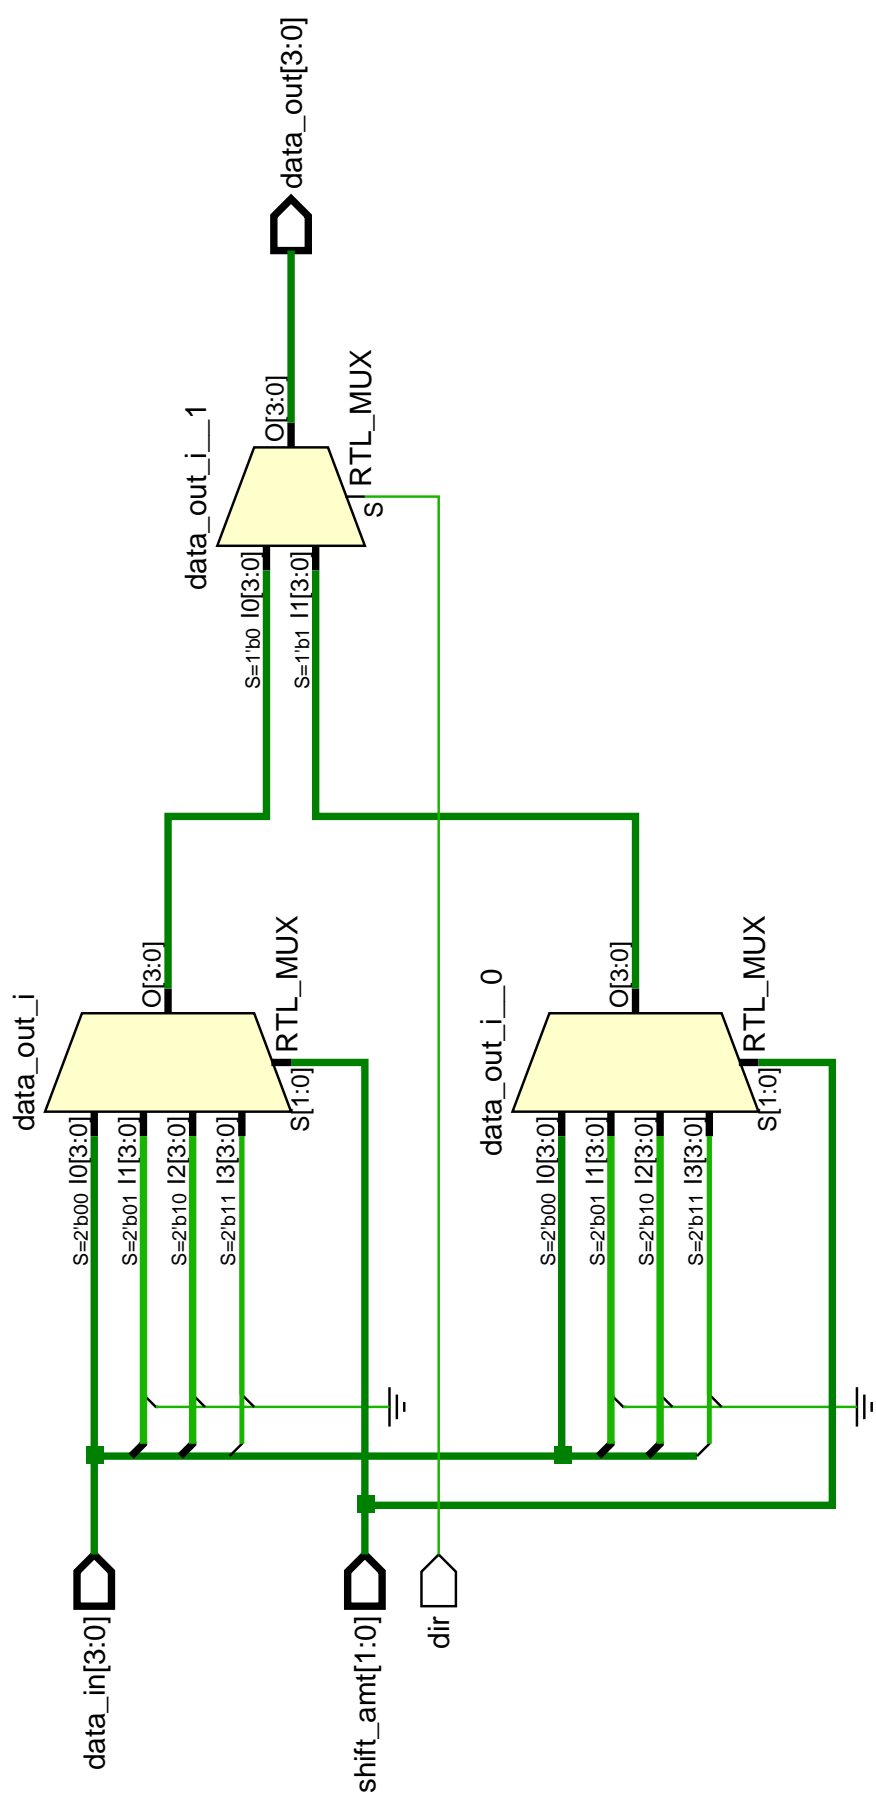 data_in[3:0]
shift_amt[1:0]
dir
data_out_i
S=2'b00 I0[3:0]
S=2'b01 I1[3:0]
S=2'b10 I2[3:0]
S=2'b11 I3[3:0]
S[1:0]
O[3:0]
RTL_MUX
data_out_i__0
S=2'b00 I0[3:0]
S=2'b01 I1[3:0]
S=2'b10 I2[3:0]
S=2'b11 I3[3:0]
S[1:0]
O[3:0]
RTL_MUX
data_out_i__1
S=1'b0 I0[3:0]
S=1'b1 I1[3:0]
S
O[3:0]
RTL_MUX
data_out[3:0]